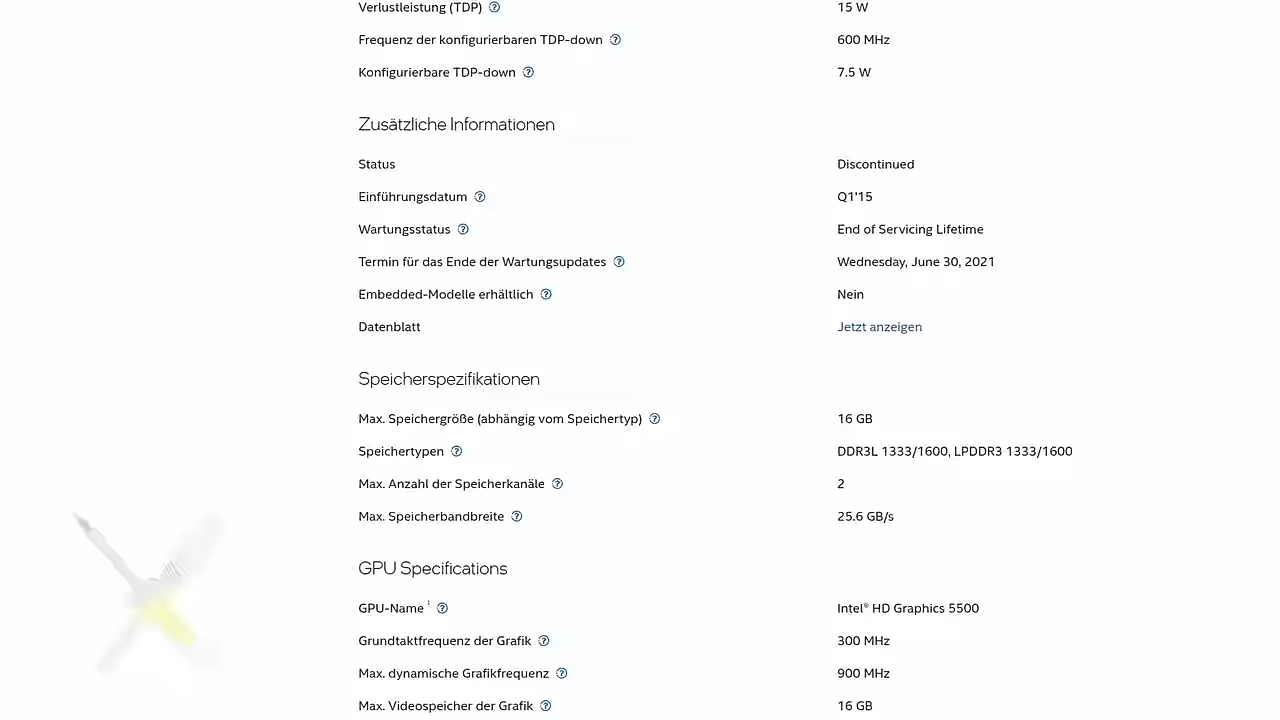 Verlustleistung (TDP) 15 W
Frequenz der konfigurierbaren TDP-down 600 MHz
Konfigurierbare TDP-down 7.5 W
Zusätzliche Informationen
Status Discontinued
Einführungsdatum Q1'15
Wartungsstatus End of Servicing Lifetime
Termin für das Ende der Wartungsupdates Wednesday, June 30, 2021
Embedded-Modelle erhältlich Nein
Datenblatt Jetzt anzeigen
Speicherspezifikationen
Max. Speichergröße (abhängig vom Speichertyp) 16 GB
Speichertypen DDR3L 1333/1600, LPDDR3 1333/1600
Max. Anzahl der Speicherkanäle 2
Max. Speicherbandbreite 25.6 GB/s
GPU Specifications
GPU-Name ‡ Intel® HD Graphics 5500
Grundtaktfrequenz der Grafik 300 MHz
Max. dynamische Grafikfrequenz 900 MHz
Max. Videospeicher der Grafik 16 GB